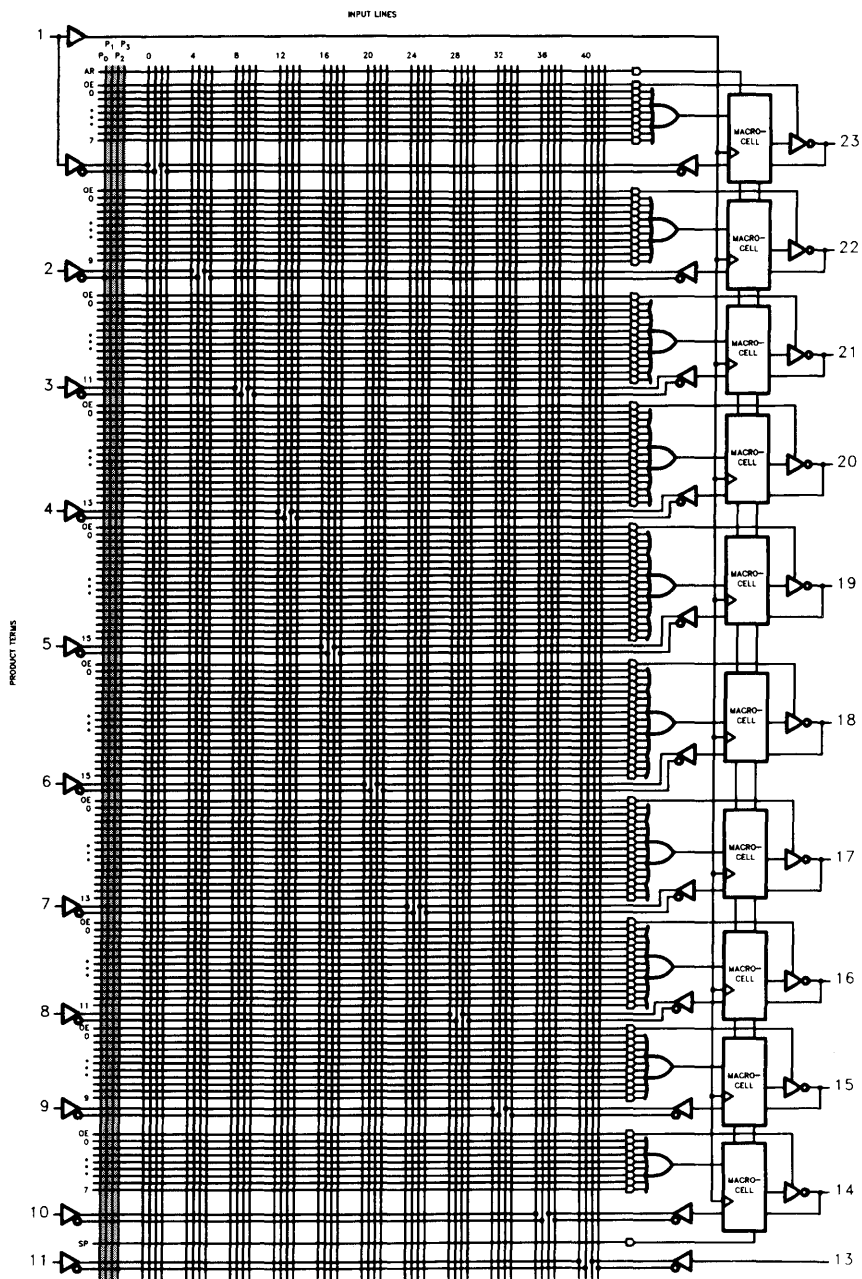 INPUT LINES
1
P0 P1 P2 P3 0 4 8 12 16 20 24 28 32 36 40
AR
OE
0
7
MACRO-
CELL
23
OE
0
9
2
MACRO-
CELL
22
OE
0
11
3
MACRO-
CELL
21
OE
0
13
4
MACRO-
CELL
20
OE
0
15
5
MACRO-
CELL
19
PRODUCT TERMS
OE
0
15
6
MACRO-
CELL
18
OE
0
13
7
MACRO-
CELL
17
OE
0
11
8
MACRO-
CELL
16
OE
0
9
9
MACRO-
CELL
15
OE
0
7
10
MACRO-
CELL
14
SP
11
13